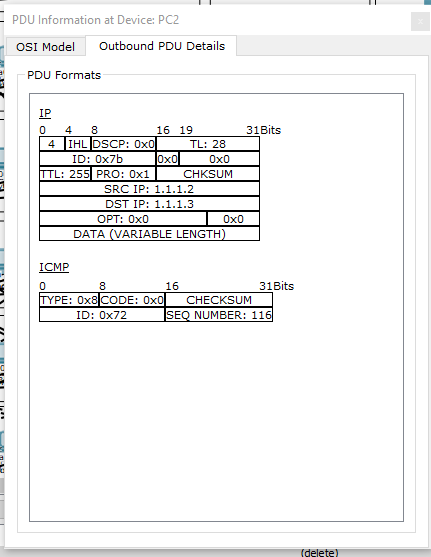 PDU Information at Device: PC2
OSI Model Outbound PDU Details
PDU Formats
IP
0 4 8 16 19 31Bits
4 IHL DSCP: 0x0 TL: 28
ID: 0x7b 0x0 0x0
TTL: 255 PRO: 0x1 CHKSUM
SRC IP: 1.1.1.2
DST IP: 1.1.1.3
OPT: 0x0 0x0
DATA (VARIABLE LENGTH)
ICMP
0 8 16 31Bits
TYPE: 0x8 CODE: 0x0 CHECKSUM
ID: 0x72 SEQ NUMBER: 116
(delete)